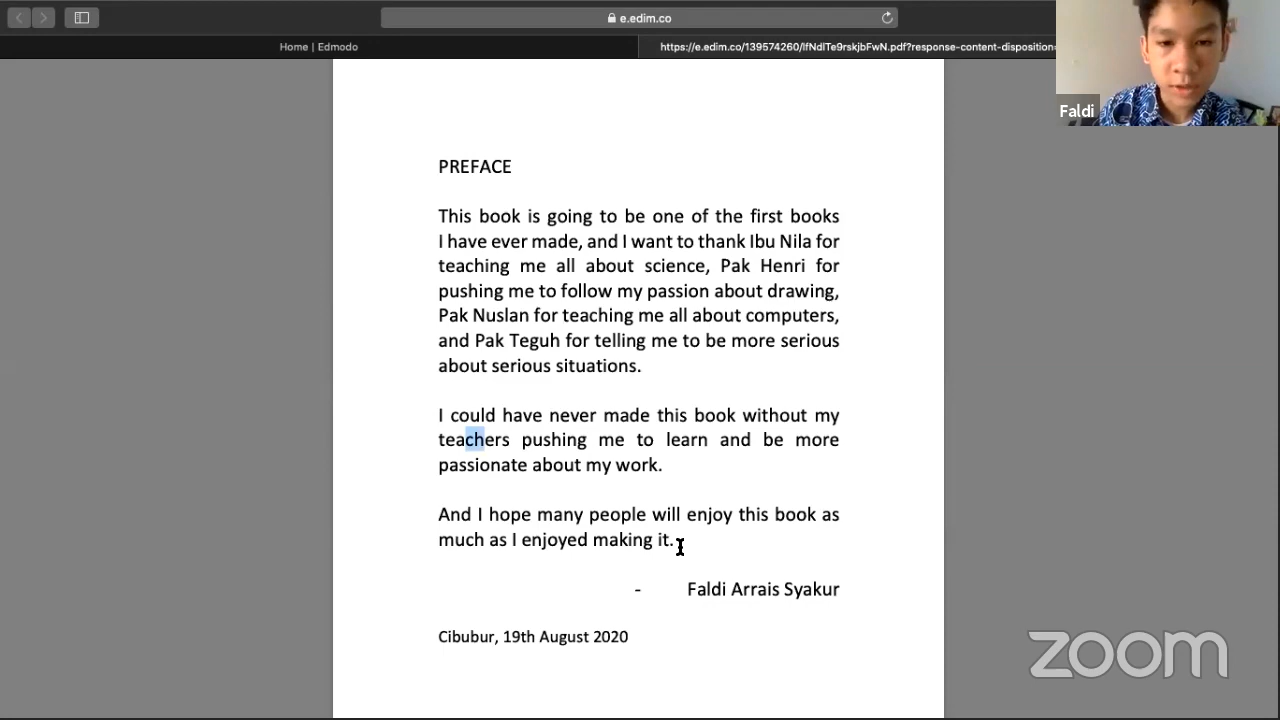 e.edim.co
Home | Edmodo
https://e.edim.co/139574260/lfNdlTe9rskjbFwN.pdf?response-content-disposition=
Faldi
PREFACE
This book is going to be one of the first books
I have ever made, and I want to thank Ibu Nila for
teaching me all about science, Pak Henri for
pushing me to follow my passion about drawing,
Pak Nuslan for teaching me all about computers,
and Pak Teguh for telling me to be more serious
about serious situations.
I could have never made this book without my
teachers pushing me to learn and be more
passionate about my work.
And I hope many people will enjoy this book as
much as I enjoyed making it.
- Faldi Arrais Syakur
Cibubur, 19th August 2020
zoom